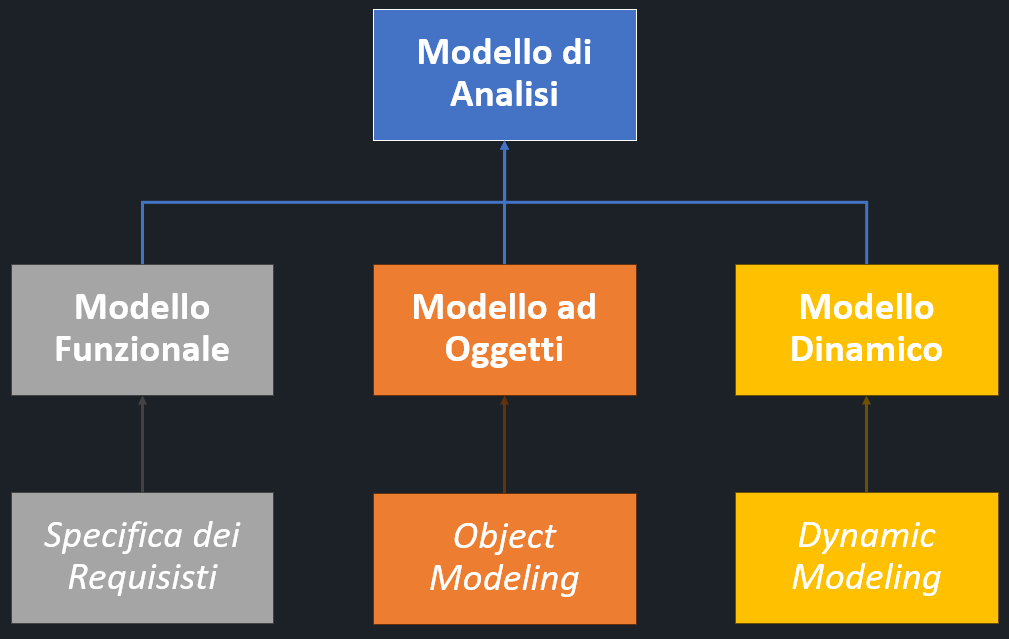 Modello di
Analisi
Modello
Funzionale
Modello ad
Oggetti
Modello
Dinamico
Specifica dei
Requisisti
Object
Modeling
Dynamic
Modeling